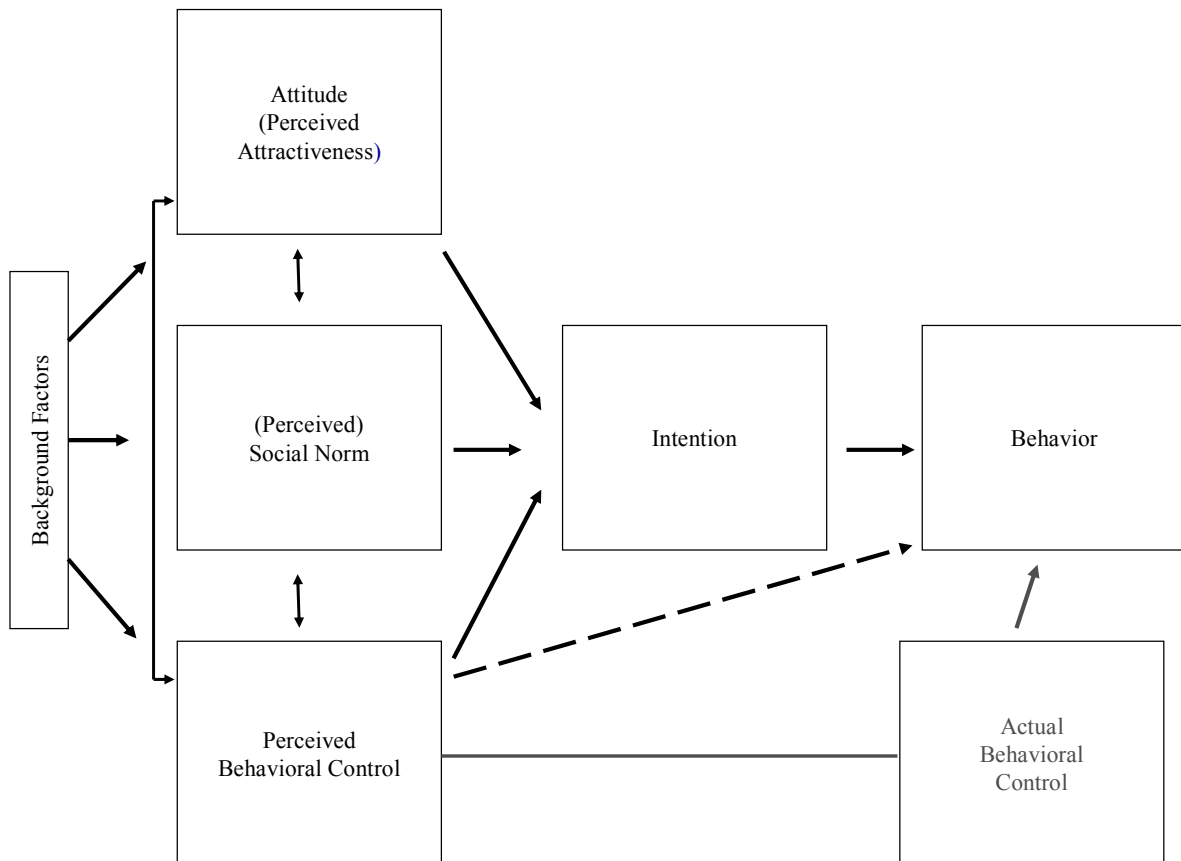 Attitude
(Perceived
Attractiveness)
Background Factors
(Perceived)
Social Norm
Intention
Behavior
Perceived
Behavioral Control
Actual
Behavioral
Control